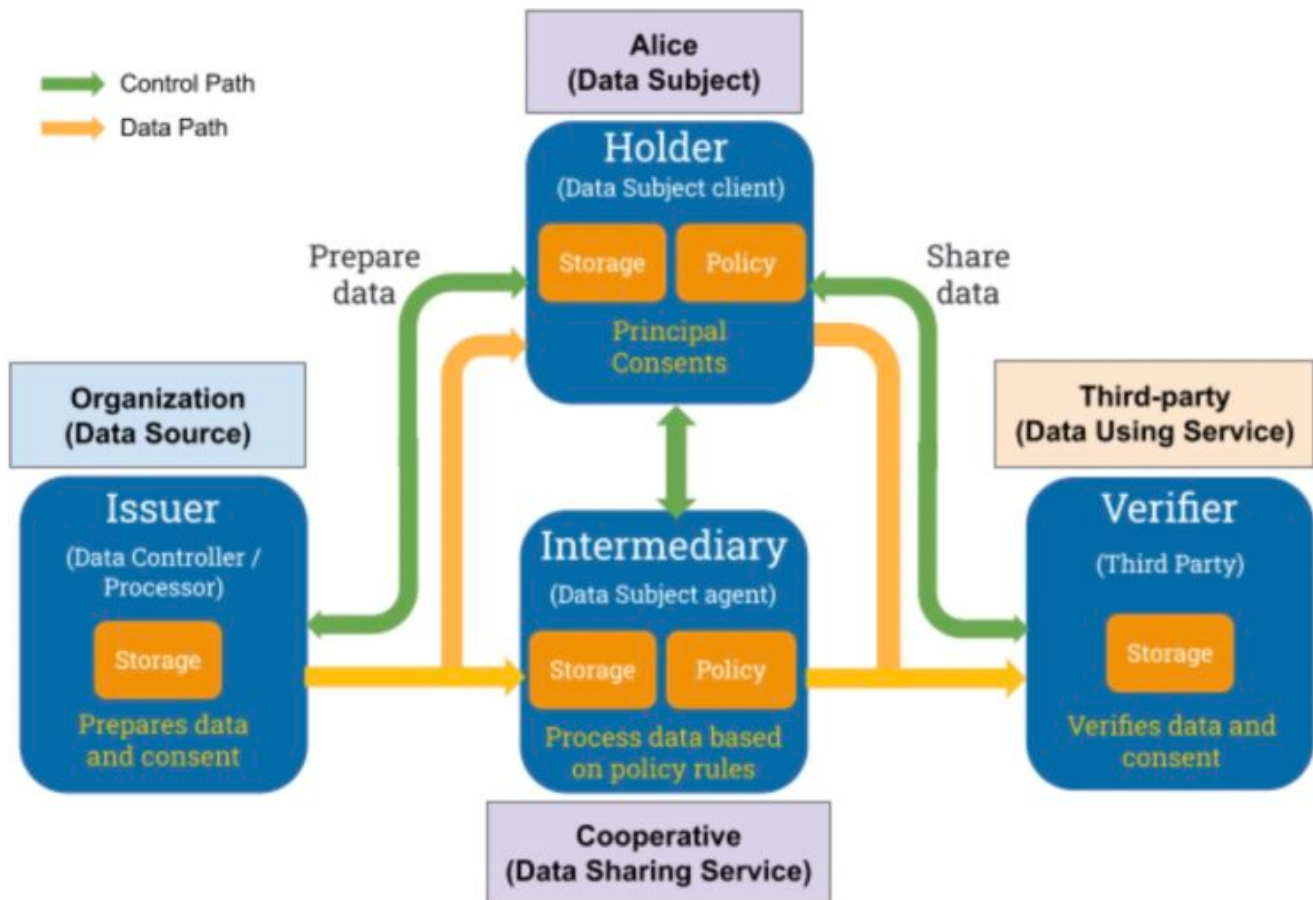 Control Path
Data Path
Alice
(Data Subject)
Holder
(Data Subject client)
Storage
Policy
Principal
Consents
Prepare
data
Share
data
Organization
(Data Source)
Issuer
(Data Controller /
Processor)
Storage
Prepares data
and consent
Intermediary
(Data Subject agent)
Storage
Policy
Process data based
on policy rules
Cooperative
(Data Sharing Service)
Third-party
(Data Using Service)
Verifier
(Third Party)
Storage
Verifies data and
consent